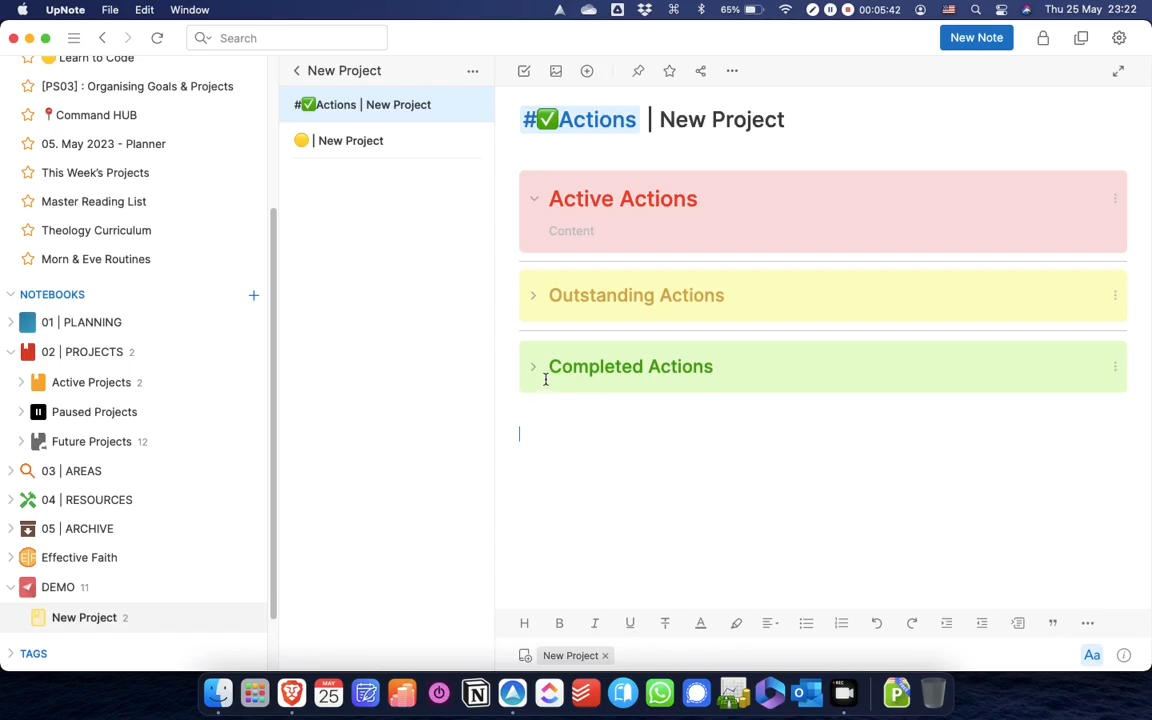 UpNote File Edit Window 65% 00:05:42 Thu 25 May 23:22
Search New Note
Learn to Code
[PS03] : Organising Goals & Projects
📍Command HUB
05. May 2023 - Planner
This Week's Projects
Master Reading List
Theology Curriculum
Morn & Eve Routines
NOTEBOOKS
01 | PLANNING
02 | PROJECTS 2
Active Projects 2
Paused Projects
Future Projects 12
03 | AREAS
04 | RESOURCES
05 | ARCHIVE
Effective Faith
DEMO 11
New Project 2
TAGS
New Project
#✅Actions | New Project
🟡 | New Project
#✅Actions | New Project
Active Actions
Content
Outstanding Actions
Completed Actions
H B I U T A
New Project × Aa
MAY
25
REC